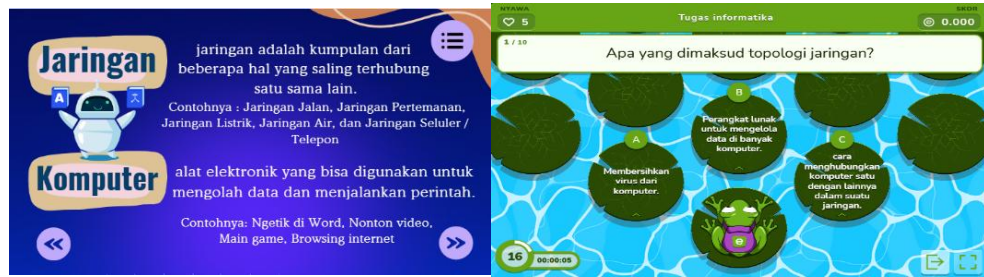 Jaringan
Komputer
jaringan adalah kumpulan dari
beberapa hal yang saling terhubung
satu sama lain.
Contohnya : Jaringan Jalan, Jaringan Pertemanan,
Jaringan Listrik, Jaringan Air, dan Jaringan Seluler /
Telepon
alat elektronik yang bisa digunakan untuk
mengolah data dan menjalankan perintah.
Contohnya: Ngetik di Word, Nonton video,
Main game, Browsing internet
NYAWA
5
Tugas informatika
SKOR
0.000
1 / 10
Apa yang dimaksud topologi jaringan?
A
Membersihkan
virus dari
komputer.
B
Perangkat lunak
untuk mengelola
data di banyak
komputer.
C
cara
menghubungkan
komputer satu
dengan lainnya
dalam suatu
jaringan.
16
00:00:05